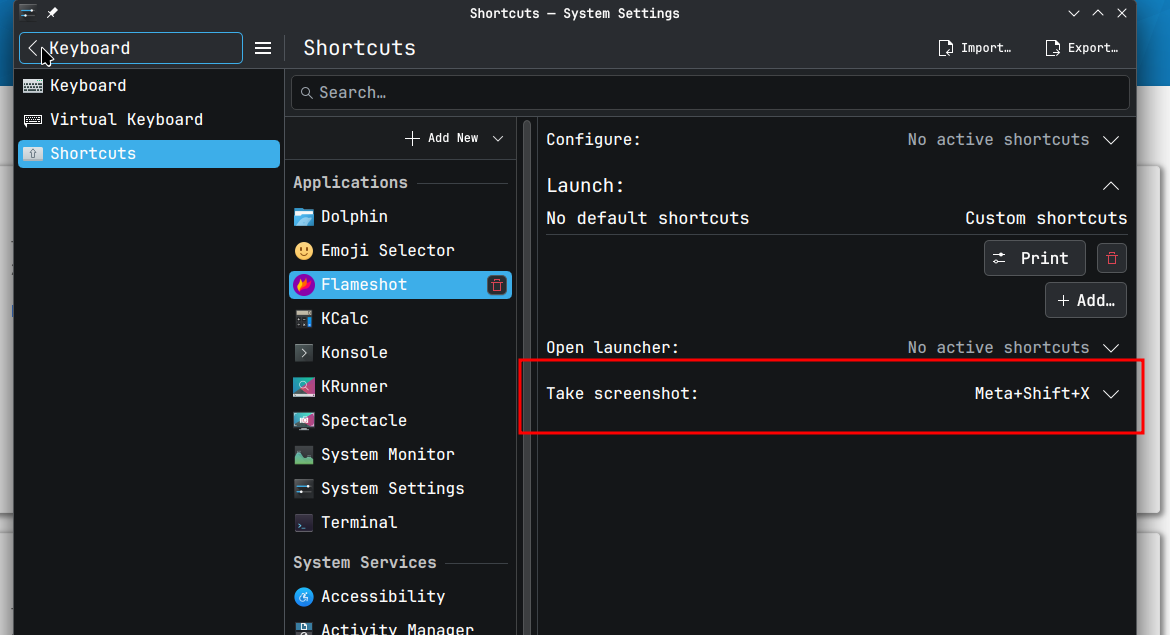 Shortcuts — System Settings
Keyboard
Shortcuts
Import…
Export…
Keyboard
Virtual Keyboard
Shortcuts
Search…
Add New
Applications
Dolphin
Emoji Selector
Flameshot
KCalc
Konsole
KRunner
Spectacle
System Monitor
System Settings
Terminal
System Services
Accessibility
Activity Manager
Configure: No active shortcuts
Launch:
No default shortcuts Custom shortcuts
Print
Add…
Open launcher: No active shortcuts
Take screenshot: Meta+Shift+X